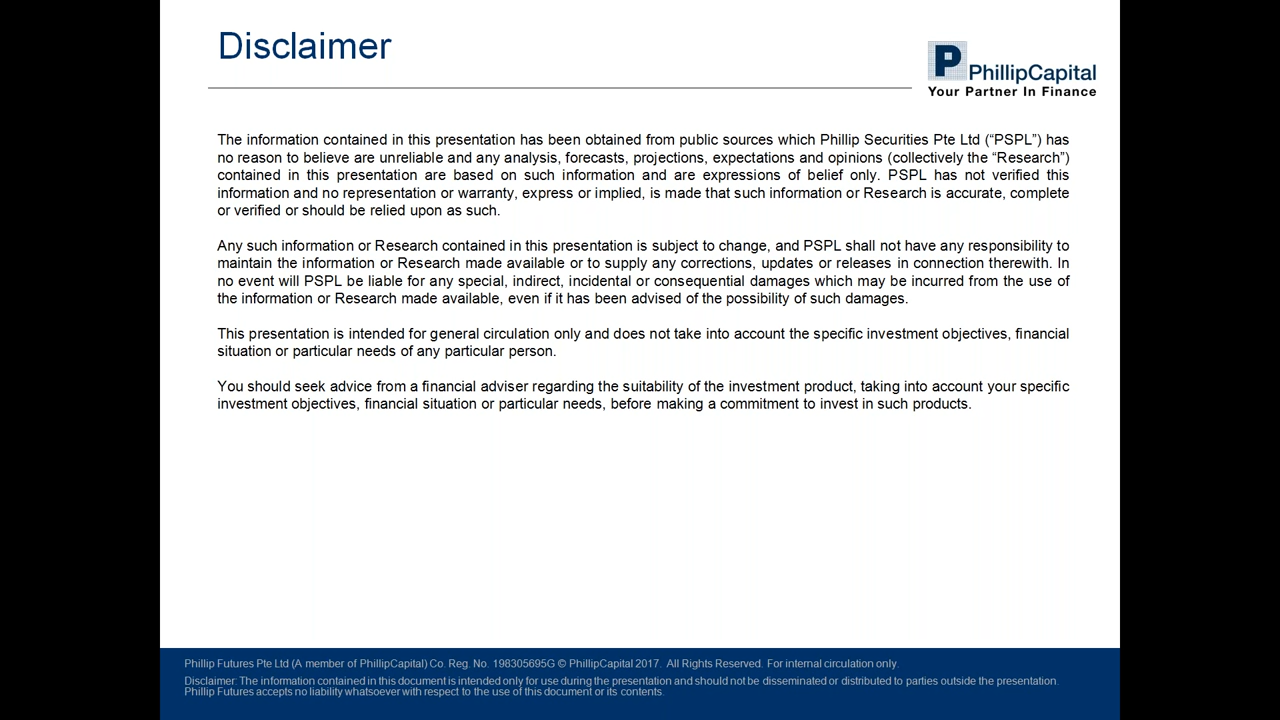 Disclaimer
P PhillipCapital
Your Partner In Finance
The information contained in this presentation has been obtained from public sources which Phillip Securities Pte Ltd (“PSPL”) has
no reason to believe are unreliable and any analysis, forecasts, projections, expectations and opinions (collectively the “Research”)
contained in this presentation are based on such information and are expressions of belief only. PSPL has not verified this
information and no representation or warranty, express or implied, is made that such information or Research is accurate, complete
or verified or should be relied upon as such.
Any such information or Research contained in this presentation is subject to change, and PSPL shall not have any responsibility to
maintain the information or Research made available or to supply any corrections, updates or releases in connection therewith. In
no event will PSPL be liable for any special, indirect, incidental or consequential damages which may be incurred from the use of
the information or Research made available, even if it has been advised of the possibility of such damages.
This presentation is intended for general circulation only and does not take into account the specific investment objectives, financial
situation or particular needs of any particular person.
You should seek advice from a financial adviser regarding the suitability of the investment product, taking into account your specific
investment objectives, financial situation or particular needs, before making a commitment to invest in such products.
Phillip Futures Pte Ltd (A member of PhillipCapital) Co. Reg. No. 198305695G © PhillipCapital 2017. All Rights Reserved. For internal circulation only.
Disclaimer: The information contained in this document is intended only for use during the presentation and should not be disseminated or distributed to parties outside the presentation.
Phillip Futures accepts no liability whatsoever with respect to the use of this document or its contents.